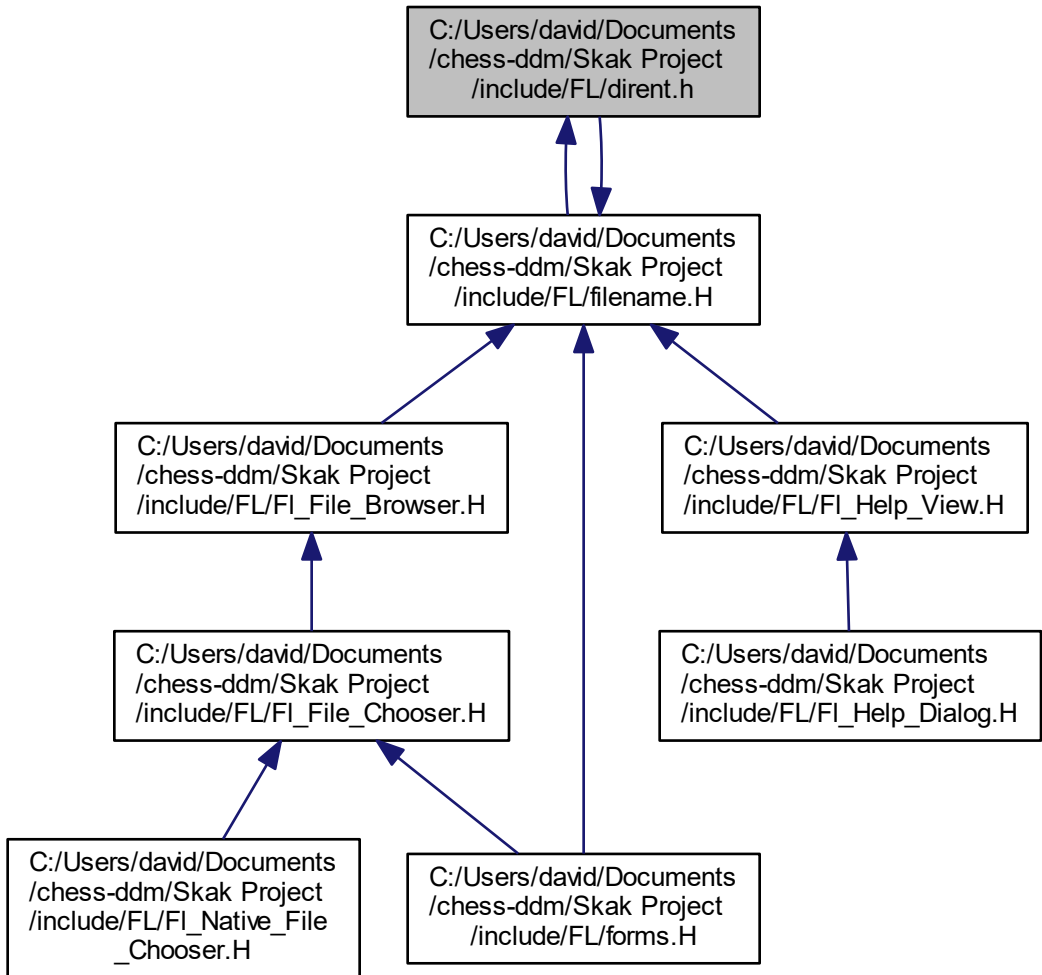 C:/Users/david/Documents
/chess-ddm/Skak Project
/include/FL/dirent.h
C:/Users/david/Documents
/chess-ddm/Skak Project
/include/FL/filename.H
C:/Users/david/Documents
/chess-ddm/Skak Project
/include/FL/Fl_File_Browser.H
C:/Users/david/Documents
/chess-ddm/Skak Project
/include/FL/Fl_Help_View.H
C:/Users/david/Documents
/chess-ddm/Skak Project
/include/FL/Fl_File_Chooser.H
C:/Users/david/Documents
/chess-ddm/Skak Project
/include/FL/Fl_Help_Dialog.H
C:/Users/david/Documents
/chess-ddm/Skak Project
/include/FL/Fl_Native_File
_Chooser.H
C:/Users/david/Documents
/chess-ddm/Skak Project
/include/FL/forms.H